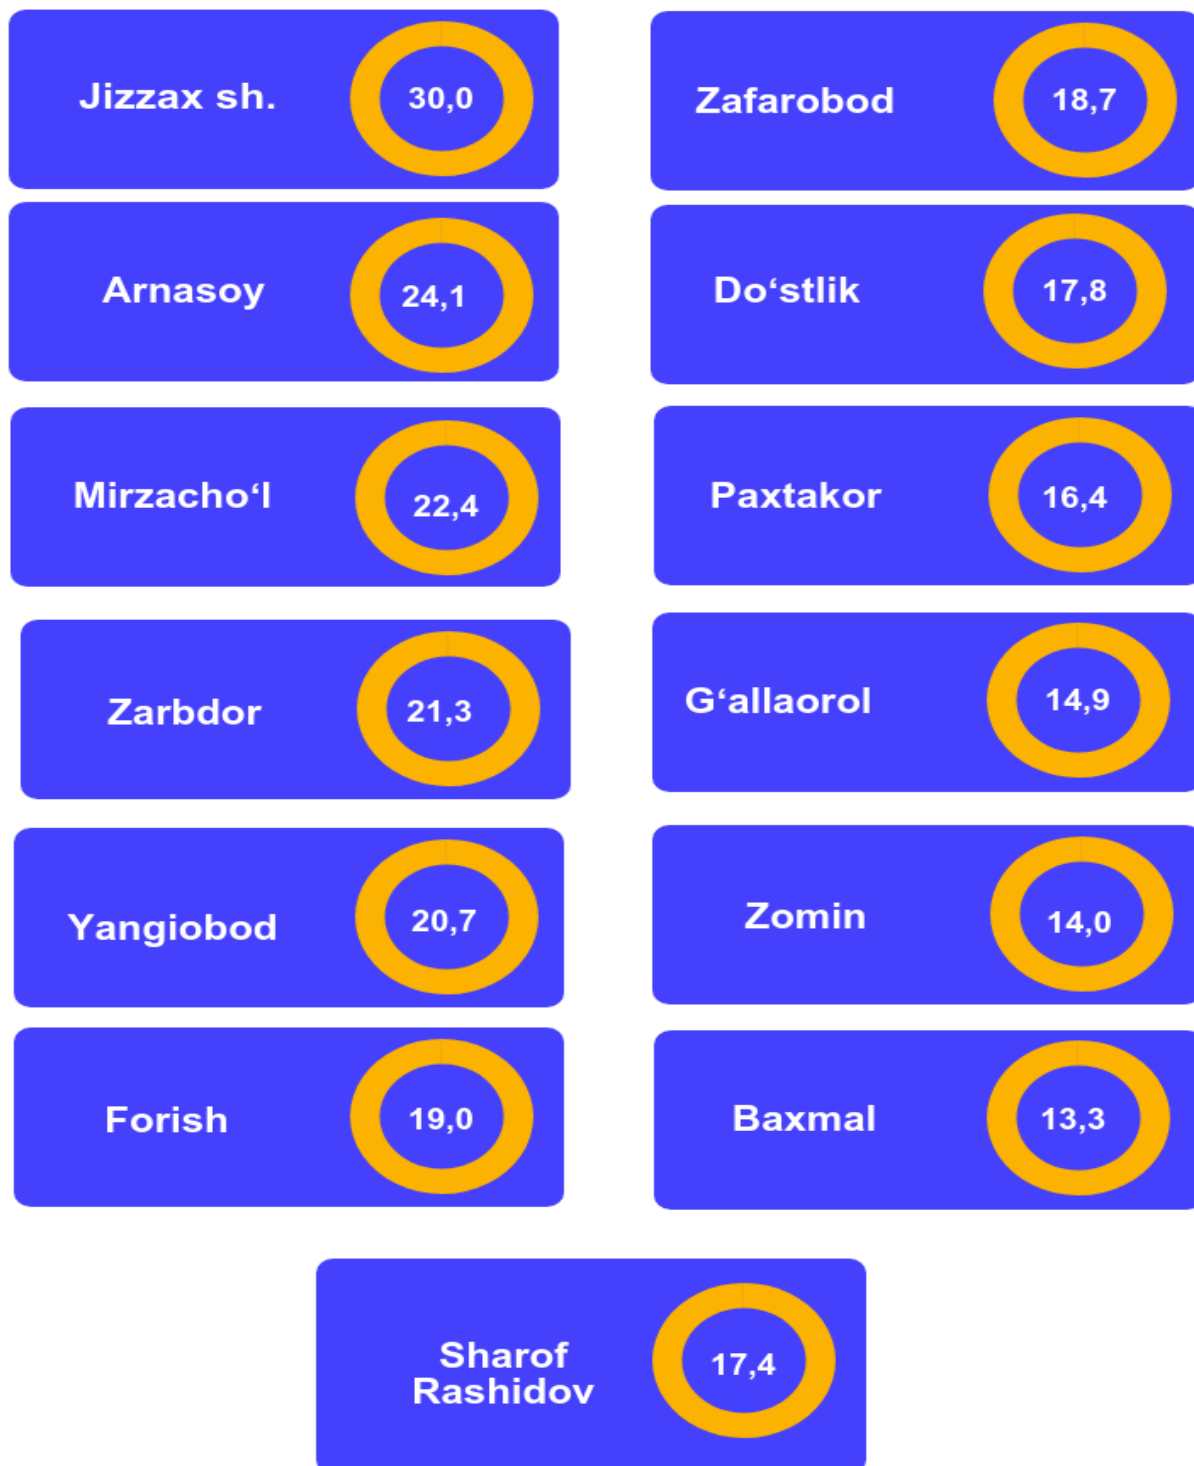 Jizzax sh.
30,0
Zafarobod
18,7
Arnasoy
24,1
Do‘stlik
17,8
Mirzacho‘l
22,4
Paxtakor
16,4
Zarbdor
21,3
G‘allaorol
14,9
Yangiobod
20,7
Zomin
14,0
Forish
19,0
Baxmal
13,3
Sharof
Rashidov
17,4